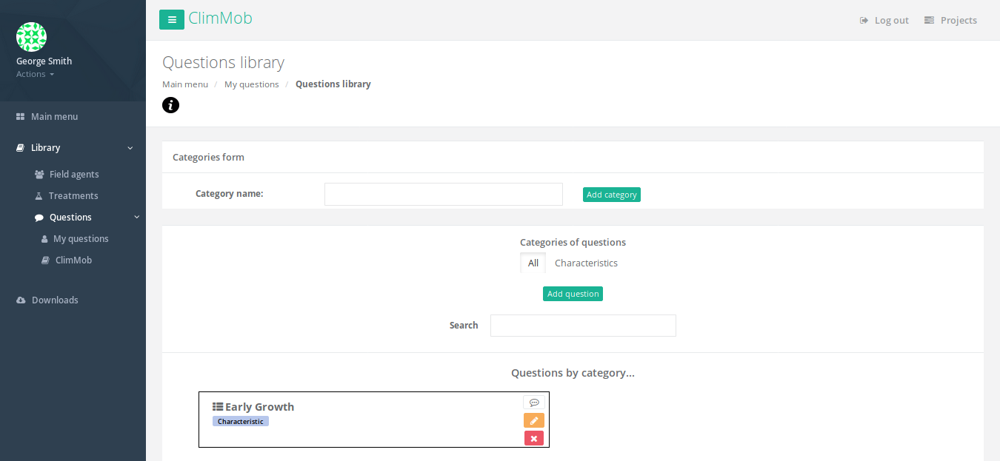 George Smith
Actions
Main menu
Library
Field agents
Treatments
Questions
My questions
ClimMob
Downloads
ClimMob
Log out
Projects
Questions library
Main menu / My questions / Questions library
Categories form
Category name:
Add category
Categories of questions
All
Characteristics
Add question
Search
Questions by category...
Early Growth
Characteristic